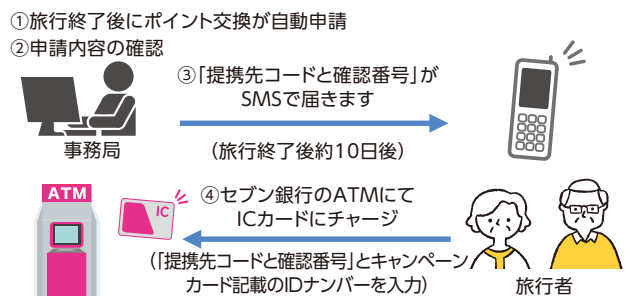 ①旅行終了後にポイント交換が自動申請
②申請内容の確認
③「提携先コードと確認番号」が
SMSで届きます
事務局
（旅行終了後約10日後）
ATM
IC
④セブン銀行のATMにて
ICカードにチャージ
（「提携先コードと確認番号」とキャンペーン
カード記載のIDナンバーを入力）
旅行者